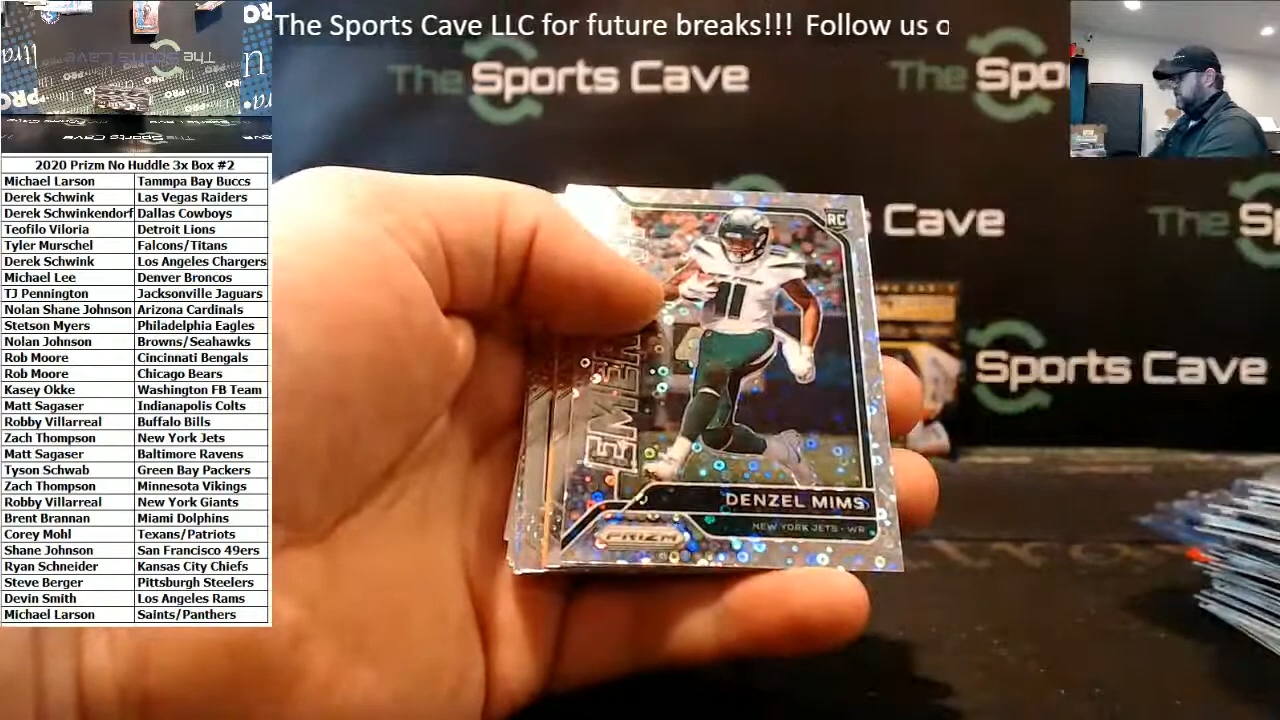 The Sports Cave LLC for future breaks!!! Follow us o
The Sports Cave
The Spo
2020 Prizm No Huddle 3x Box #2
Michael Larson Tammpa Bay Buccs
Derek Schwink Las Vegas Raiders
Derek Schwinkendorf Dallas Cowboys
Teofilo Viloria Detroit Lions
Tyler Murschel Falcons/Titans
Derek Schwink Los Angeles Chargers
Michael Lee Denver Broncos
TJ Pennington Jacksonville Jaguars
Nolan Shane Johnson Arizona Cardinals
Stetson Myers Philadelphia Eagles
Nolan Johnson Browns/Seahawks
Rob Moore Cincinnati Bengals
Rob Moore Chicago Bears
Kasey Okke Washington FB Team
Matt Sagaser Indianapolis Colts
Robby Villarreal Buffalo Bills
Zach Thompson New York Jets
Matt Sagaser Baltimore Ravens
Tyson Schwab Green Bay Packers
Zach Thompson Minnesota Vikings
Robby Villarreal New York Giants
Brent Brannan Miami Dolphins
Corey Mohl Texans/Patriots
Shane Johnson San Francisco 49ers
Ryan Schneider Kansas City Chiefs
Steve Berger Pittsburgh Steelers
Devin Smith Los Angeles Rams
Michael Larson Saints/Panthers
RC
11
EMER
DENZEL MIMS
NEW YORK JETS - WR
PRIZM
s Cave
The S
Sports Cave
The Sports Cave
PRO